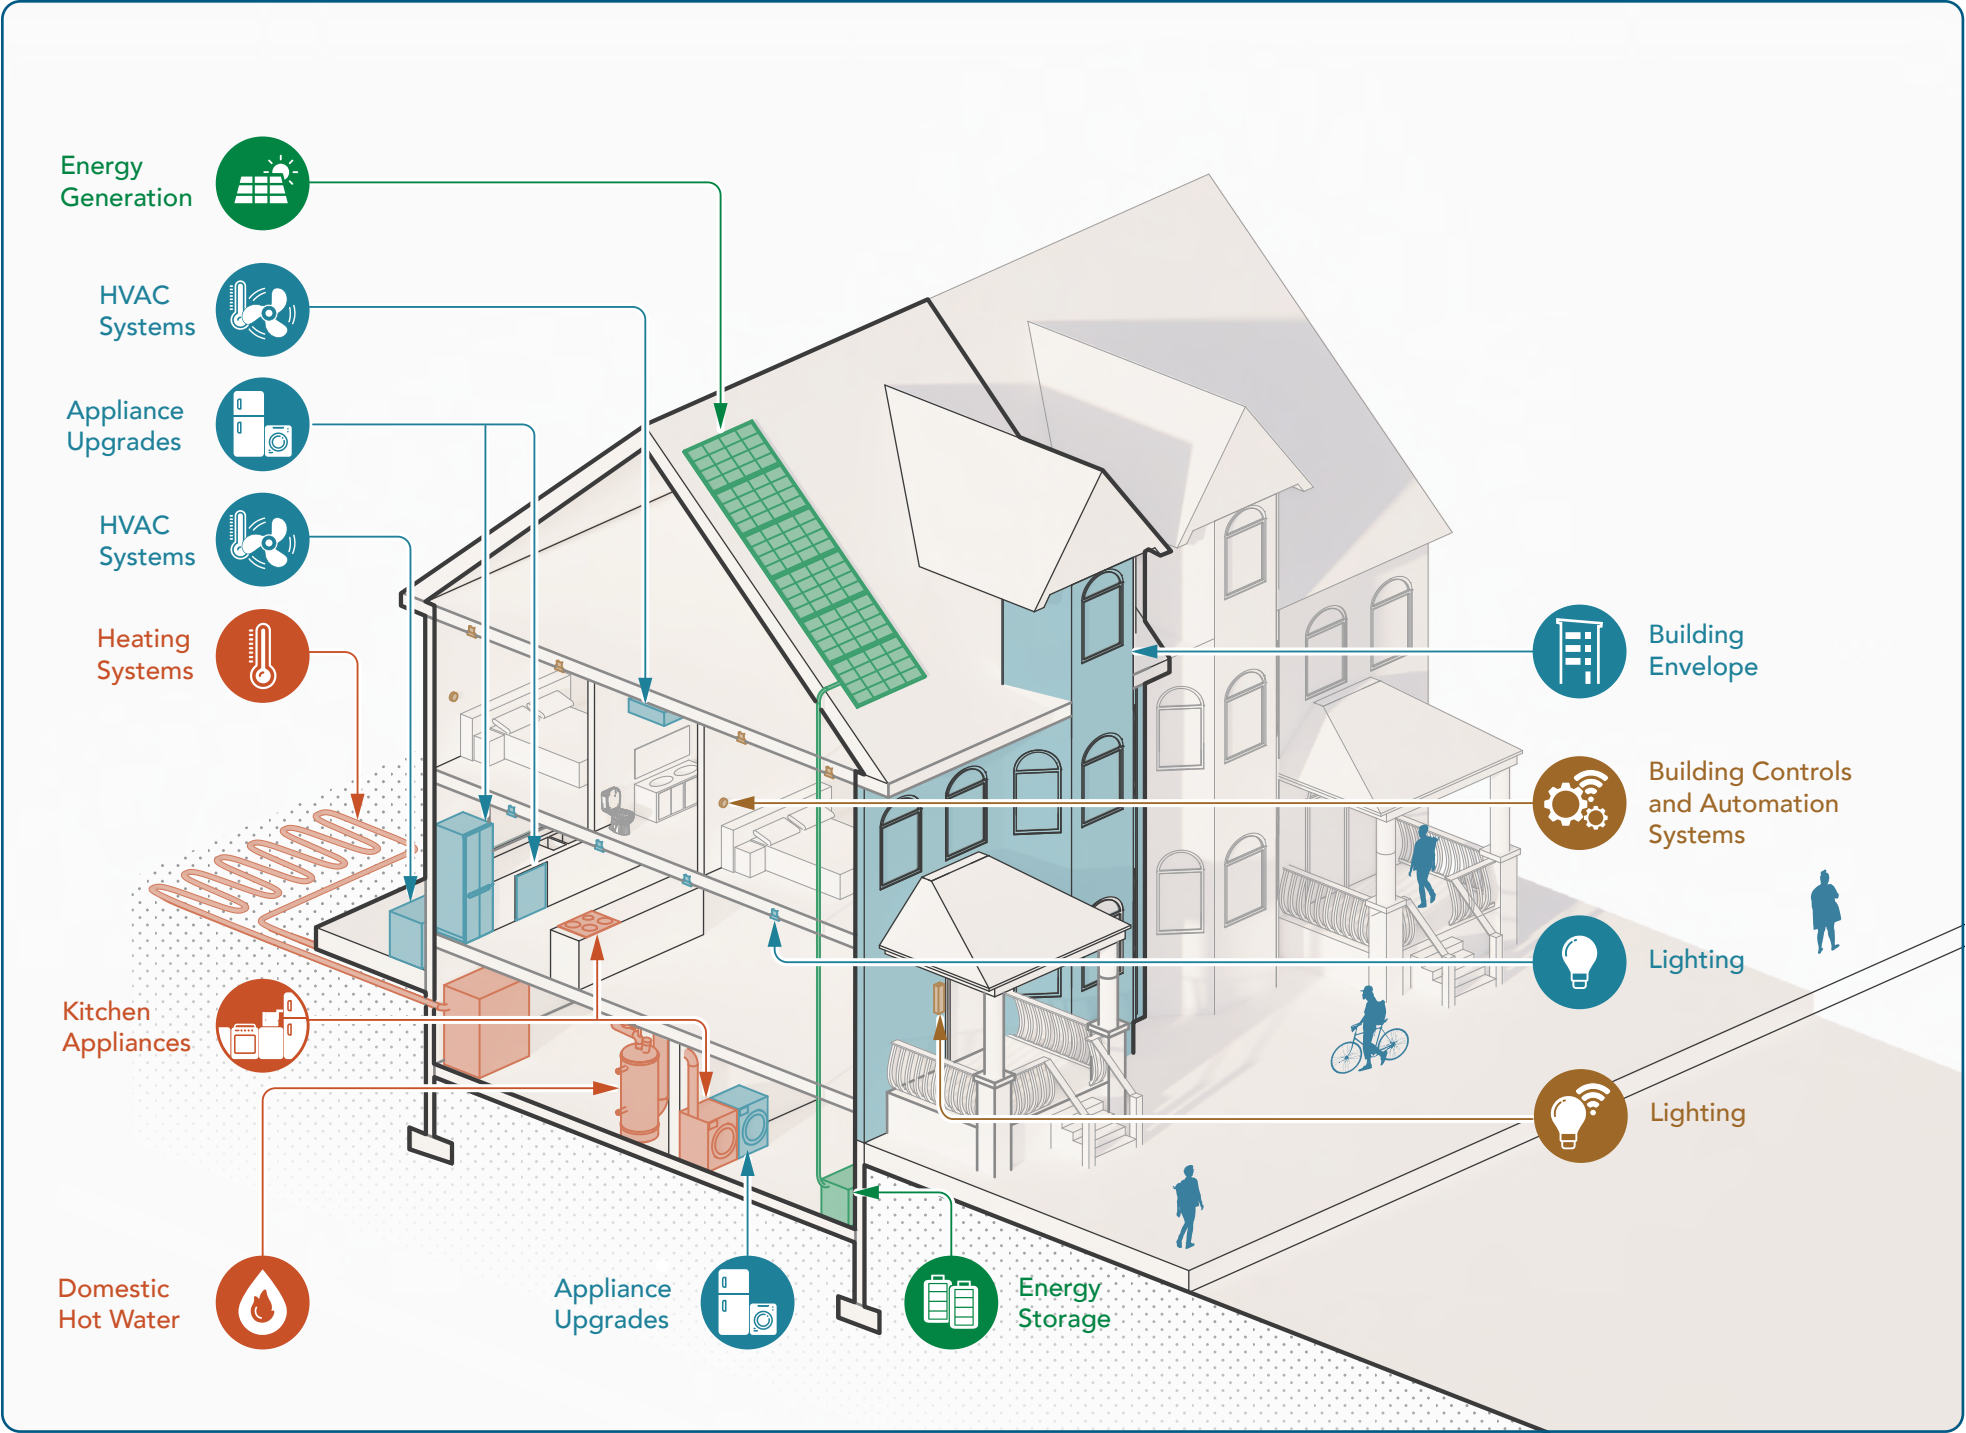 Energy
Generation
HVAC
Systems
Appliance
Upgrades
HVAC
Systems
Heating
Systems
Kitchen
Appliances
Domestic
Hot Water
Appliance
Upgrades
Energy
Storage
Building
Envelope
Building Controls
and Automation
Systems
Lighting
Lighting